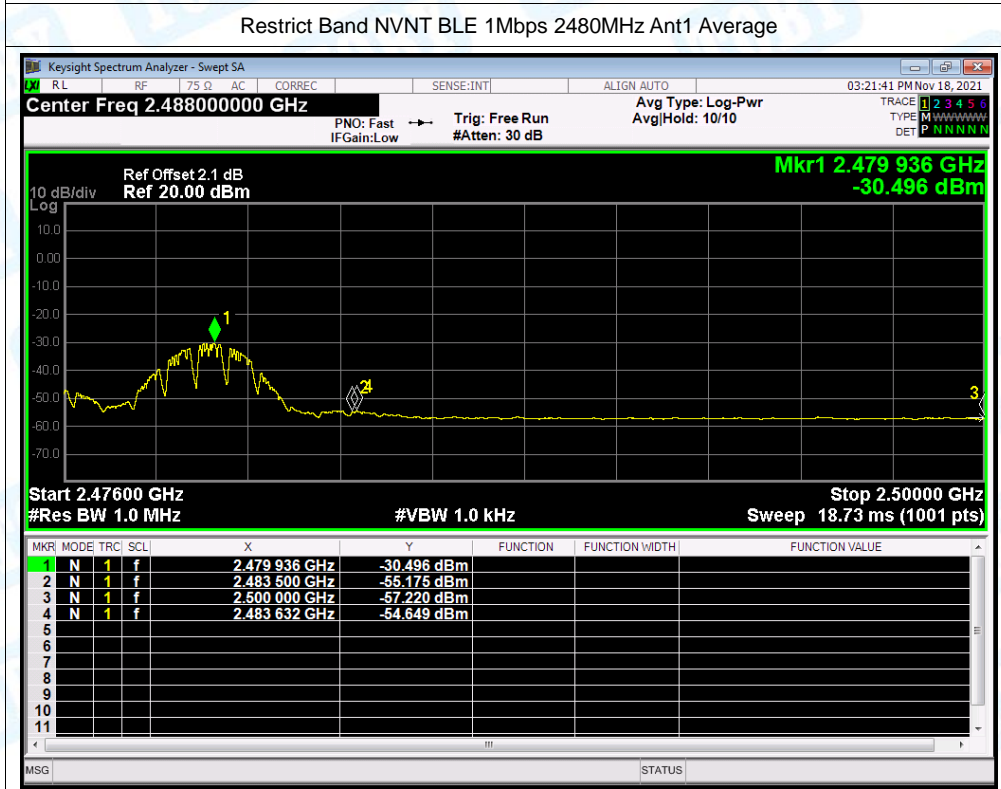 Restrict Band NVNT BLE 1Mbps 2480MHz Ant1 Average
Keysight Spectrum Analyzer - Swept SA
LXI RL RF 75 Ω AC CORREC SENSE:INT ALIGN AUTO 03:21:41 PM Nov 18, 2021
Center Freq 2.488000000 GHz Avg Type: Log-Pwr TRACE 1 2 3 4 5 6
PNO: Fast Trig: Free Run Avg|Hold: 10/10 TYPE M WWWWW
IFGain:Low #Atten: 30 dB DET P N N N N N
Mkr1 2.479 936 GHz
Ref Offset 2.1 dB
10 dB/div Ref 20.00 dBm -30.496 dBm
Log
10.0
0.00
-10.0
-20.0
1
-30.0
-40.0
2 4
-50.0
3
-60.0
-70.0
Start 2.47600 GHz Stop 2.50000 GHz
#Res BW 1.0 MHz #VBW 1.0 kHz Sweep 18.73 ms (1001 pts)
MKR MODE TRC SCL X Y FUNCTION FUNCTION WIDTH FUNCTION VALUE
1 N 1 f 2.479 936 GHz -30.496 dBm
2 N 1 f 2.483 500 GHz -55.175 dBm
3 N 1 f 2.500 000 GHz -57.220 dBm
4 N 1 f 2.483 632 GHz -54.649 dBm
5
6
7
8
9
10
11
MSG STATUS